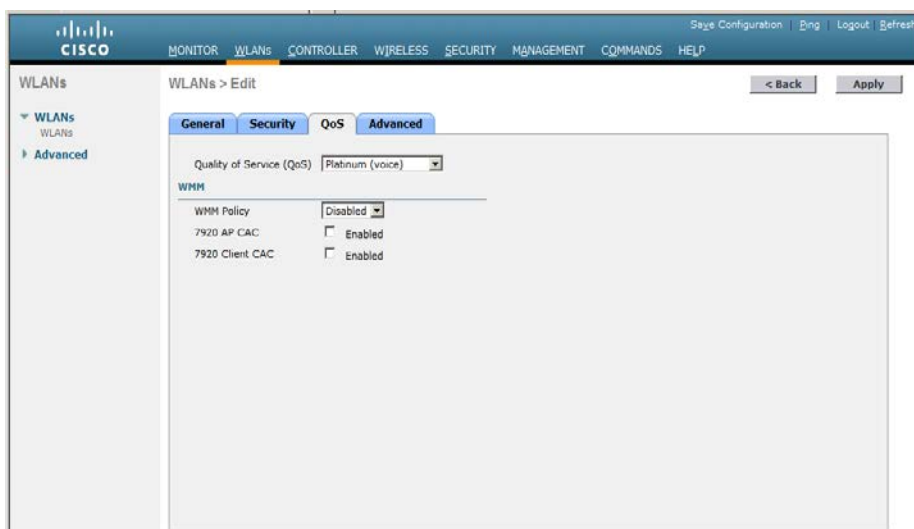 Save Configuration | Ping | Logout | Refresh
CISCO
MONITOR WLANs CONTROLLER WIRELESS SECURITY MANAGEMENT COMMANDS HELP
WLANs
WLANs > Edit
< Back
Apply
WLANs
WLANs
Advanced
General Security QoS Advanced
Quality of Service (QoS) Platinum (voice)
WMM
WMM Policy Disabled
7920 AP CAC Enabled
7920 Client CAC Enabled